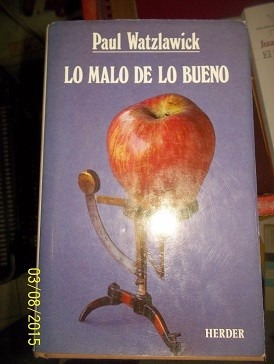 Paul Watzlawick
LO MALO DE LO BUENO
HERDER
03/08/2015